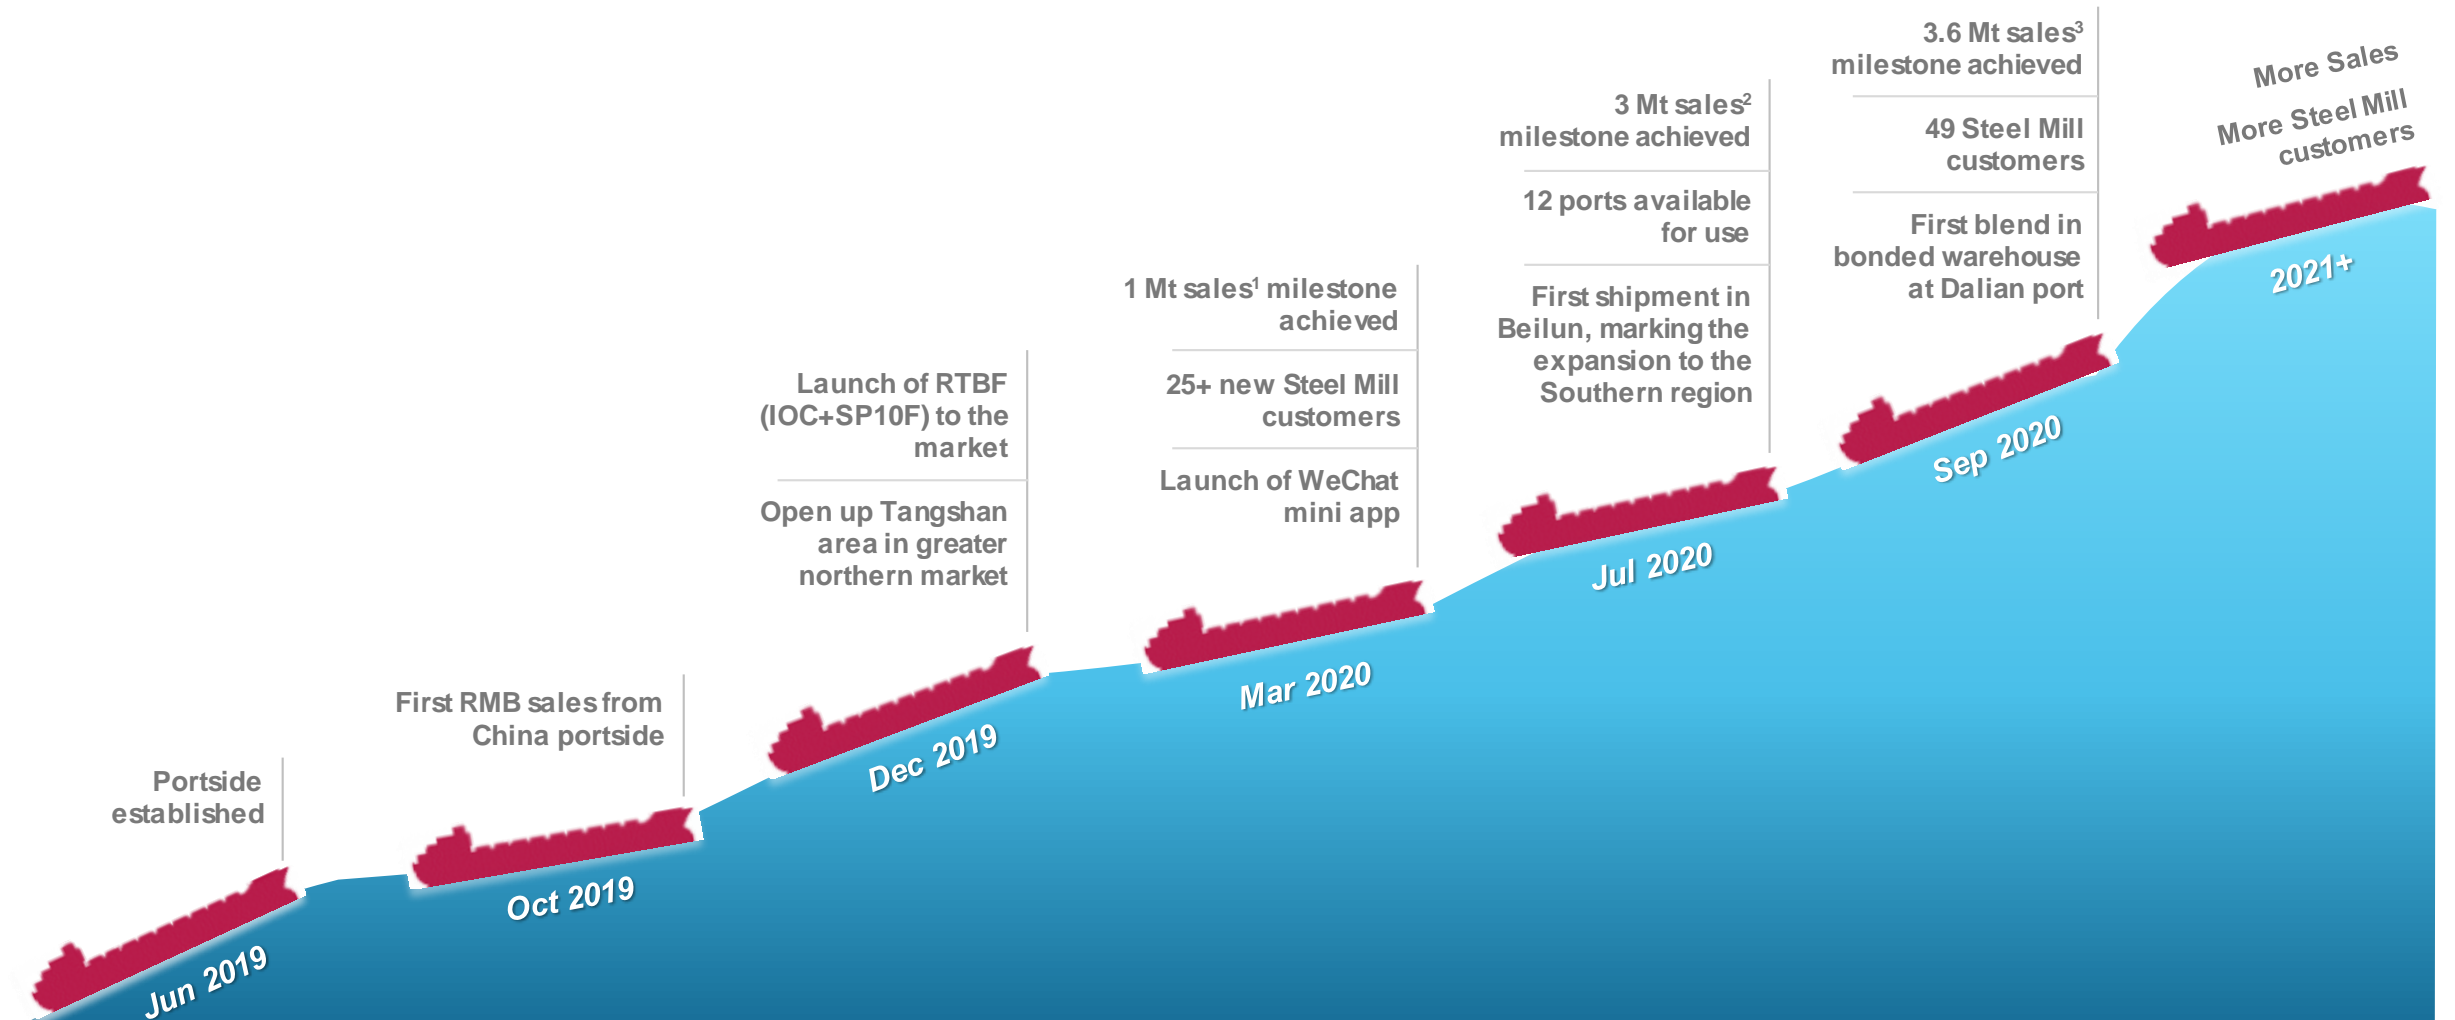 Portside
established
Jun 2019
First RMB sales from
China portside
Oct 2019
Launch of RTBF
(IOC+SP10F) to the
market
Open up Tangshan
area in greater
northern market
Dec 2019
1 Mt sales¹ milestone
achieved
25+ new Steel Mill
customers
Launch of WeChat
mini app
Mar 2020
3 Mt sales²
milestone achieved
12 ports available
for use
First shipment in
Beilun, marking the
expansion to the
Southern region
Jul 2020
3.6 Mt sales³
milestone achieved
49 Steel Mill
customers
First blend in
bonded warehouse
at Dalian port
Sep 2020
More Sales
More Steel Mill
customers
2021+